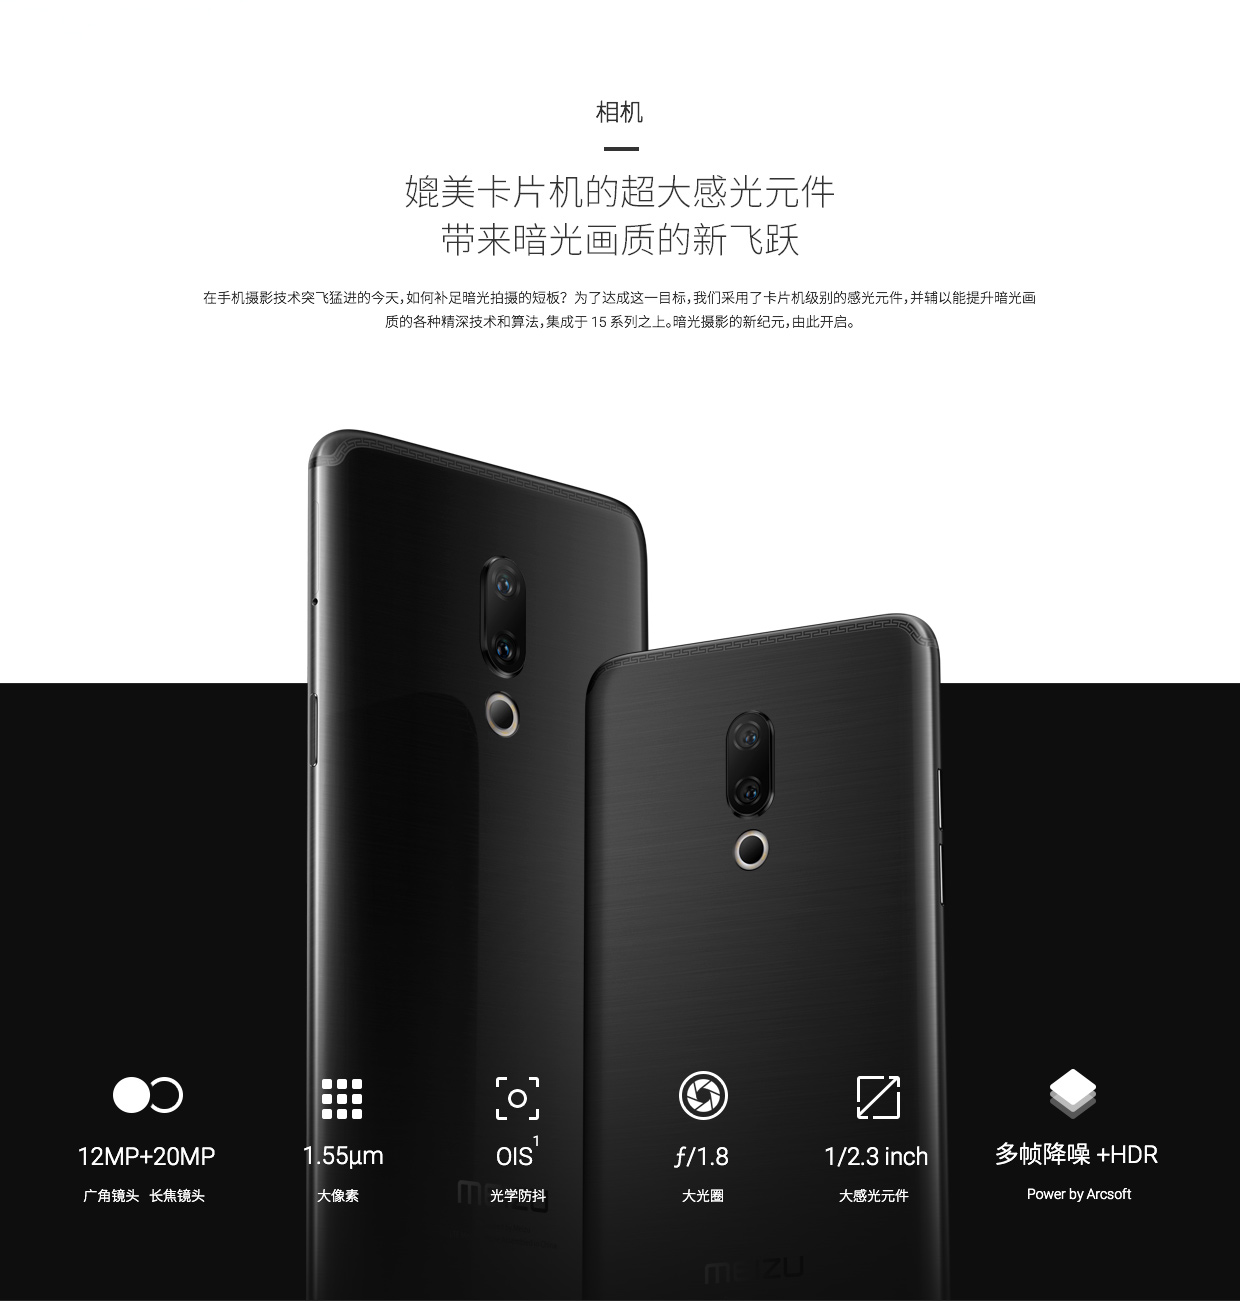 相机
媲美卡片机的超大感光元件
带来暗光画质的新飞跃
在手机摄影技术突飞猛进的今天，如何补足暗光拍摄的短板？为了达成这一目标，我们采用了卡片机级别的感光元件，并辅以能提升暗光画
质的各种精深技术和算法，集成于 15 系列之上。暗光摄影的新纪元，由此开启。
12MP+20MP
广角镜头 长焦镜头
1.55μm
大像素
OIS1
光学防抖
ƒ/1.8
大光圈
1/2.3 inch
大感光元件
多帧降噪 +HDR
Power by Arcsoft
MEIZU
MEIZU